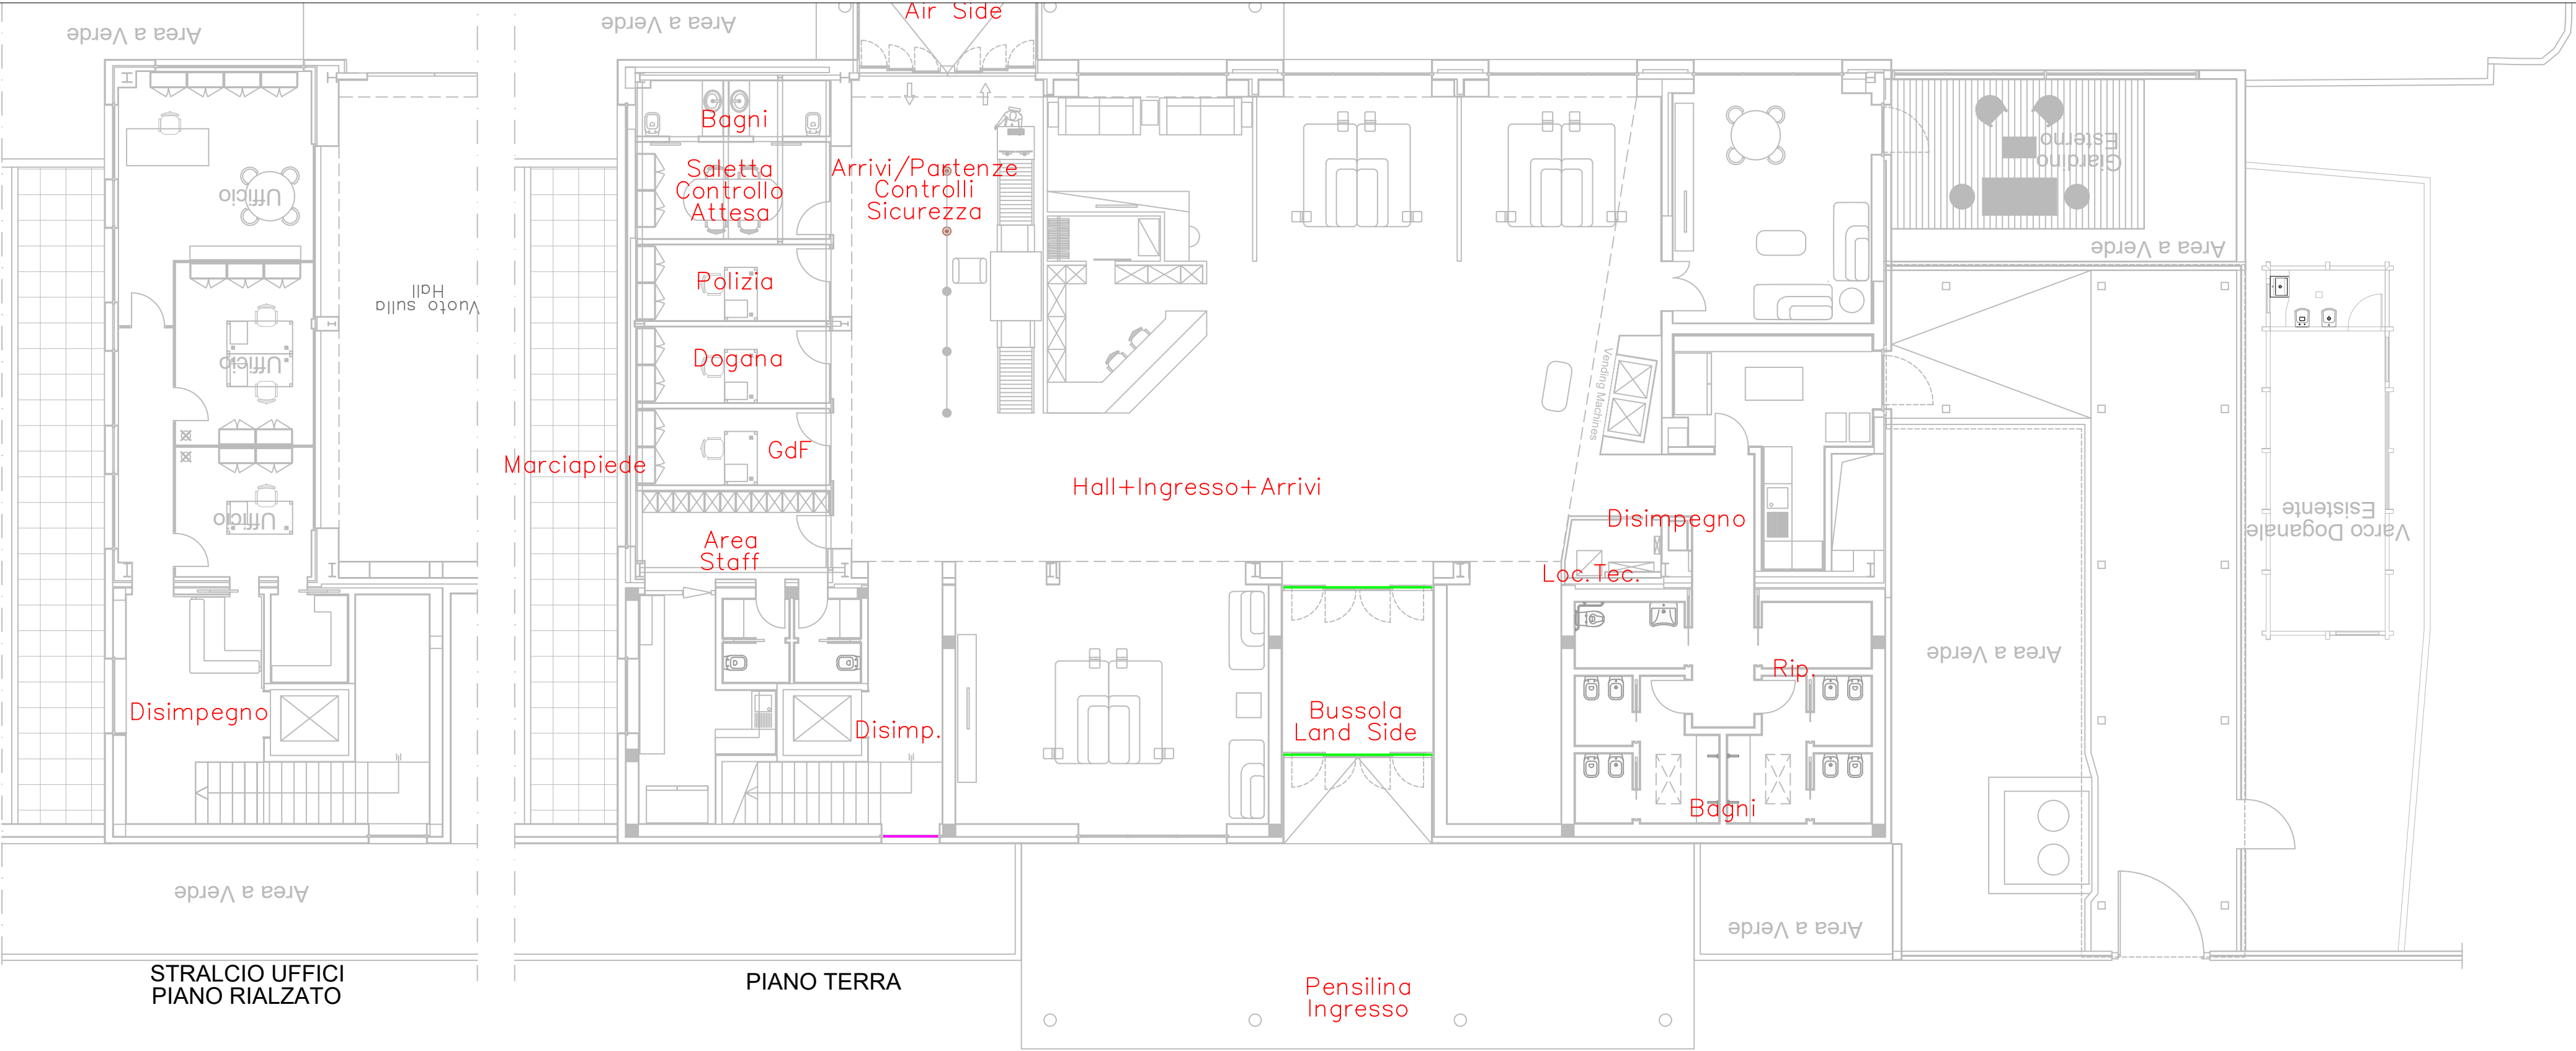 Air Side
Area a Verde
Area a Verde
Bagni
Saletta
Controllo
Attesa
Arrivi/Partenze
Controlli
Sicurezza
Giardino
Esterno
Ufficio
Area a Verde
Polizia
Vuoto sulla
Hall
Dogana
Ufficio
Vending Machines
GdF
Marciapiede
Hall+Ingresso+Arrivi
Ufficio
Disimpegno
Varco Doganale
Esistente
Area
Staff
Loc.Tec.
Area a Verde
Rip.
Disimpegno
Disimp.
Bussola
Land Side
Bagni
Area a Verde
Area a Verde
STRALCIO UFFICI
PIANO RIALZATO
PIANO TERRA
Pensilina
Ingresso